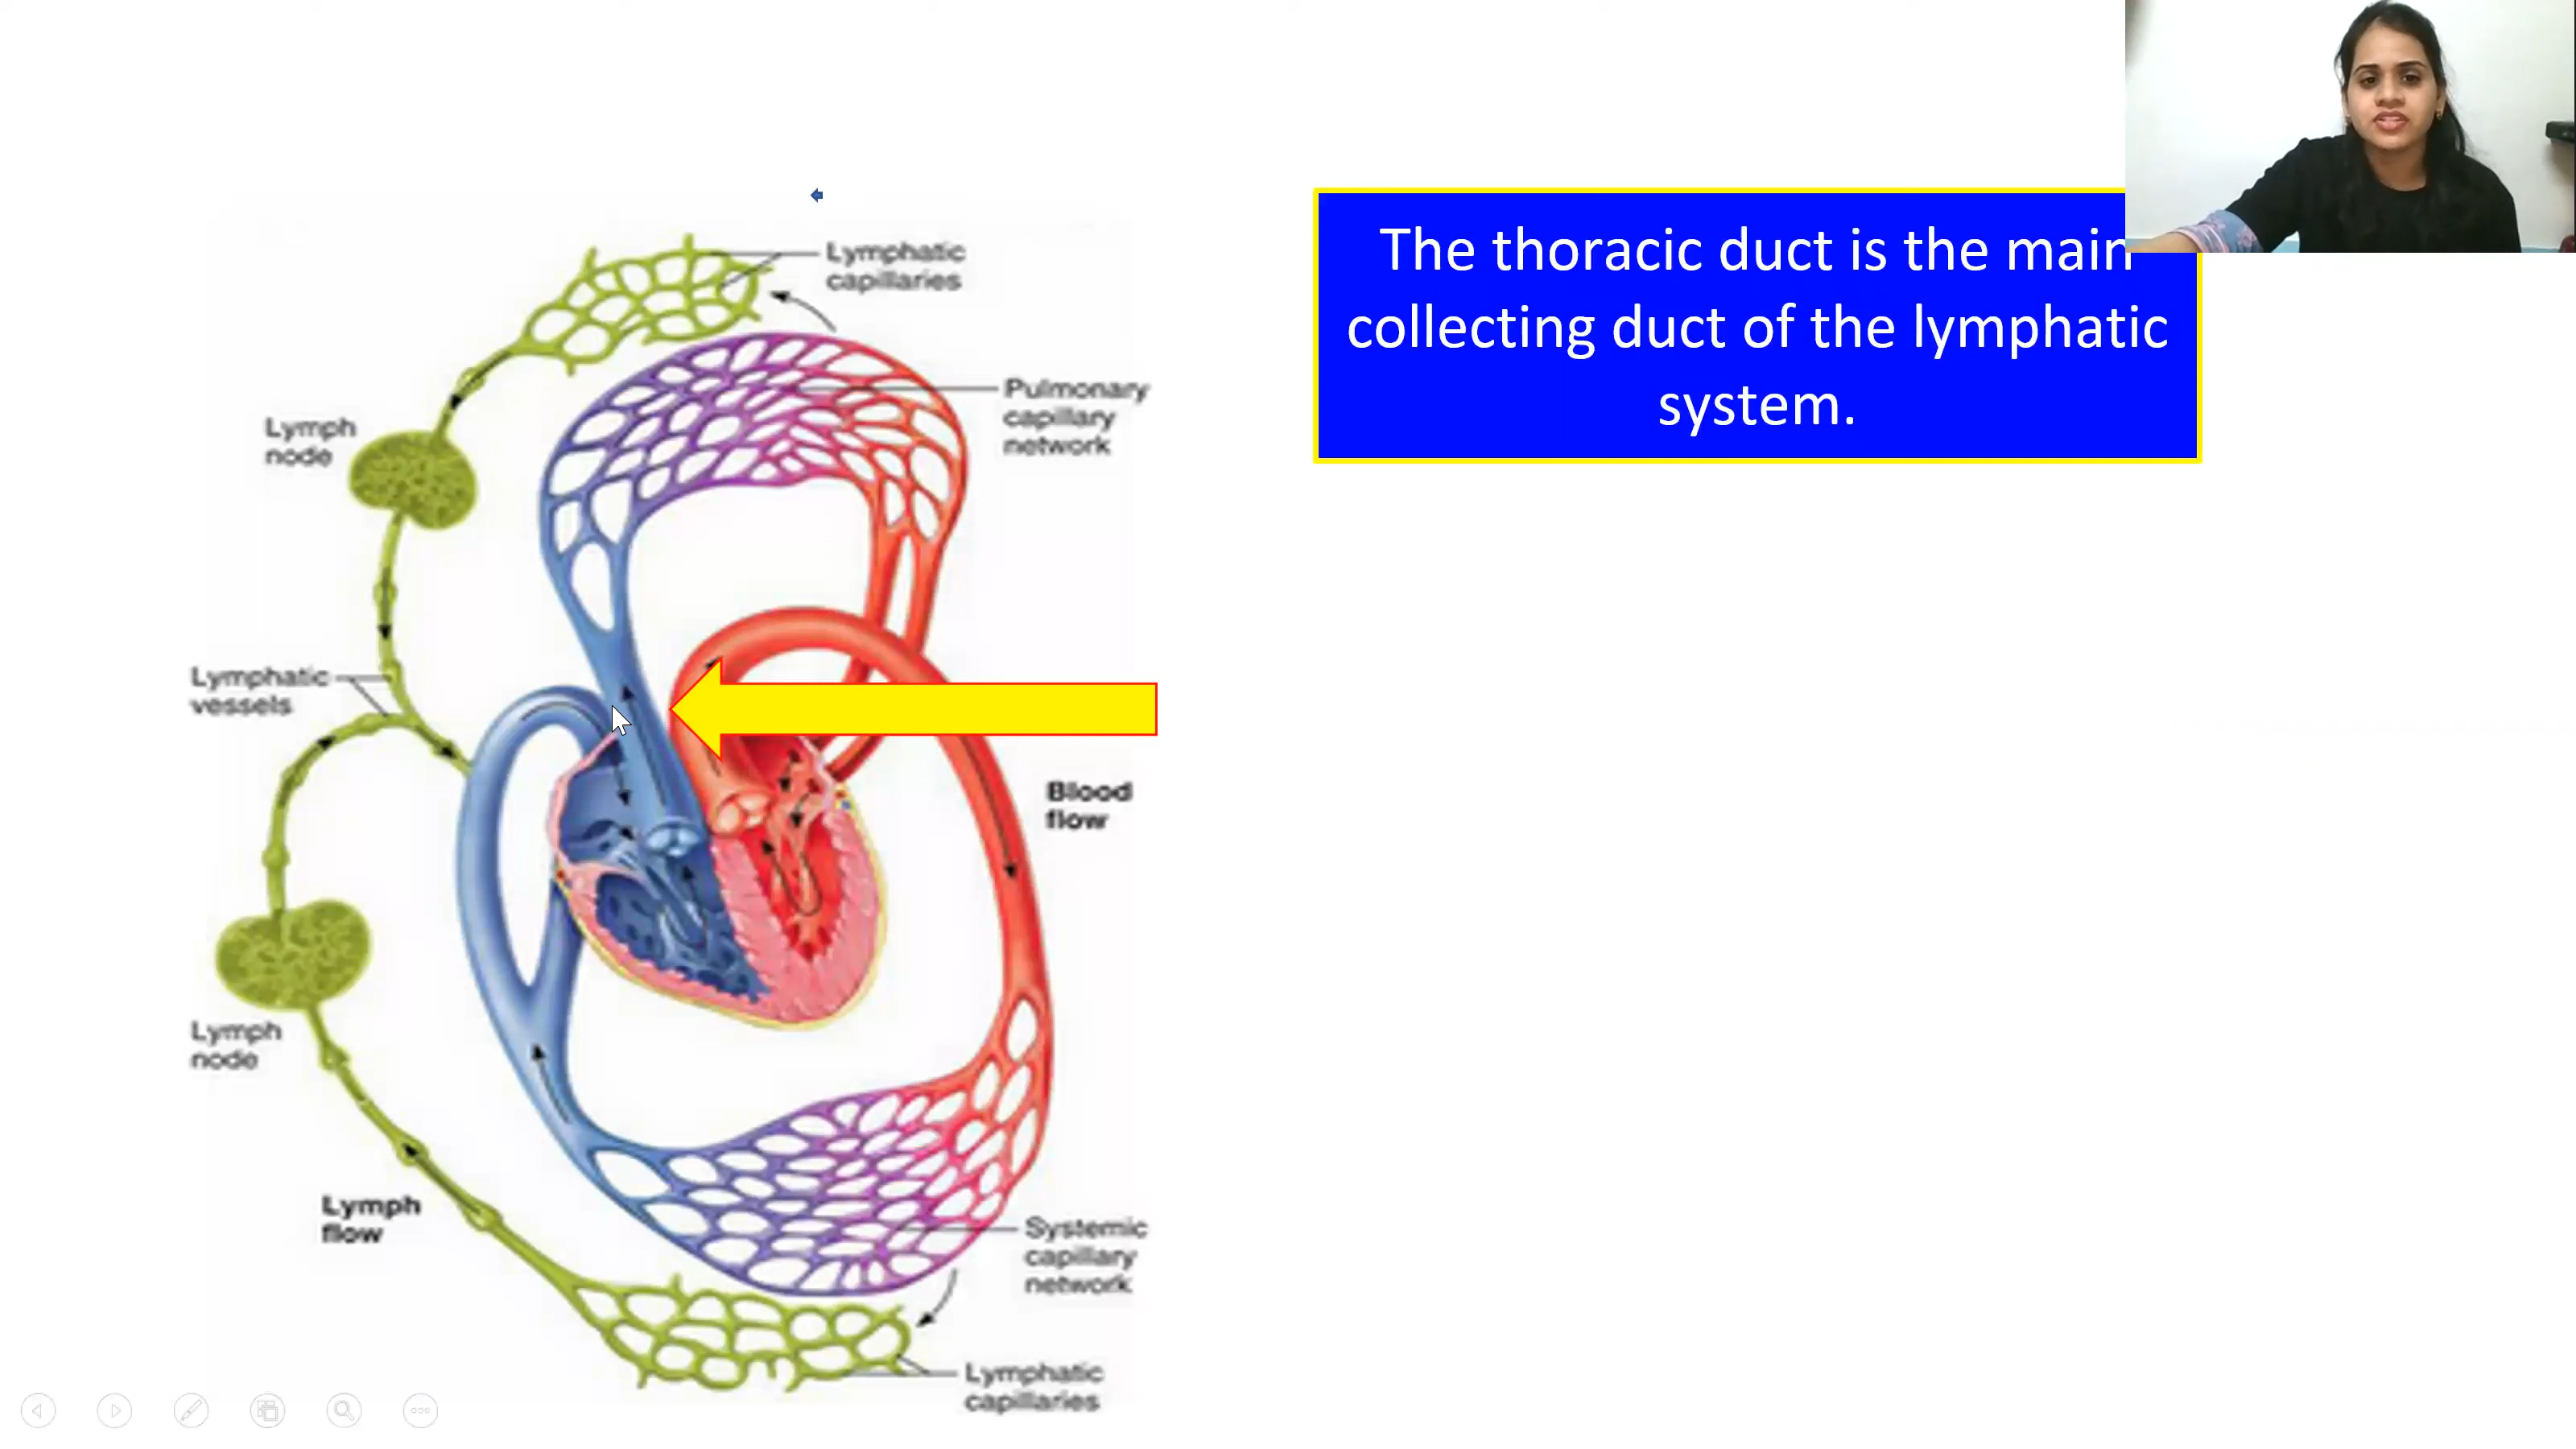 Lymphatic
capillaries
Pulmonary
capillary
network
Lymph
node
Lymphatic
vessels
Blood
flow
Lymph
node
Lymph
flow
Systemic
capillary
network
Lymphatic
capillaries
The thoracic duct is the main
collecting duct of the lymphatic
system.